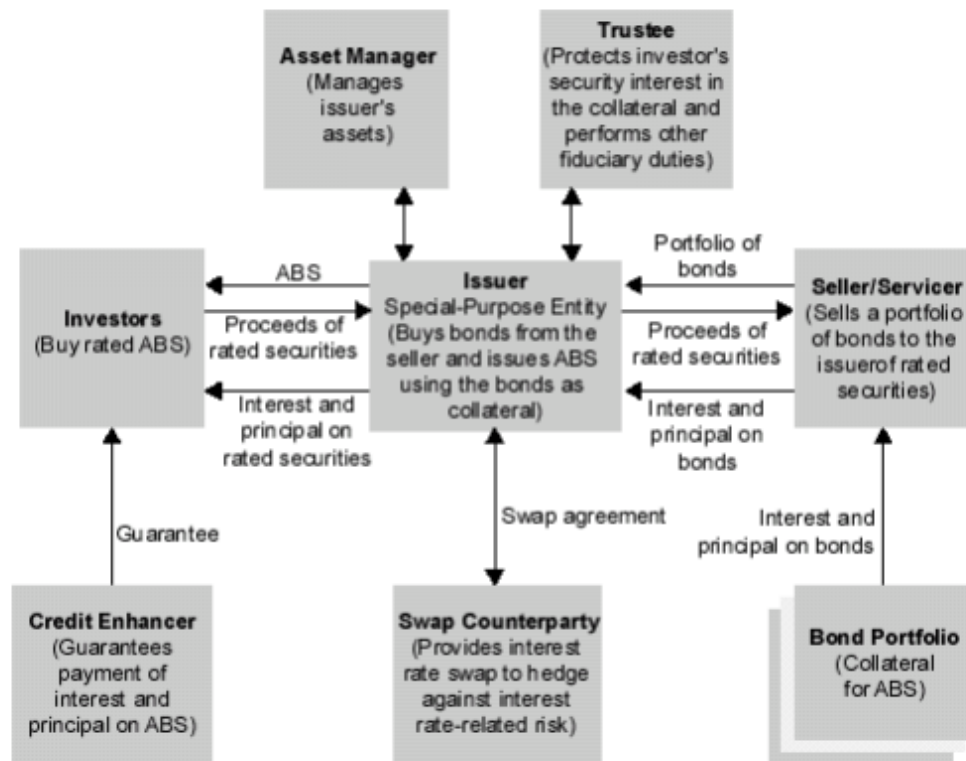 Asset Manager
(Manages
issuer's
assets)
Trustee
(Protects investor's
security interest in
the collateral and
performs other
fiduciary duties)
Investors
(Buy rated ABS)
ABS
Proceeds of
rated securities
Interest and
principal on
rated securities
Issuer
Special-Purpose Entity
(Buys bonds from the
seller and issues ABS
using the bonds as
collateral)
Portfolio of
bonds
Proceeds of
rated securities
Interest and
principal on
bonds
Seller/Servicer
(Sells a portfolio
of bonds to the
issuerof rated
securities)
Guarantee
Swap agreement
Interest and
principal on bonds
Credit Enhancer
(Guarantees
payment of
interest and
principal on ABS)
Swap Counterparty
(Provides interest
rate swap to hedge
against interest
rate-related risk)
Bond Portfolio
(Collateral
for ABS)